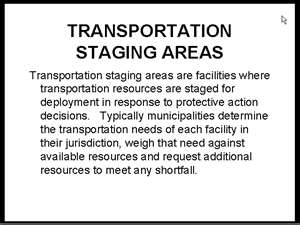 TRANSPORTATION
STAGING AREAS
Transportation staging areas are facilities where
transportation resources are staged for
deployment in response to protective action
decisions. Typically municipalities determine
the transportation needs of each facility in
their jurisdiction, weigh that need against
available resources and request additional
resources to meet any shortfall.